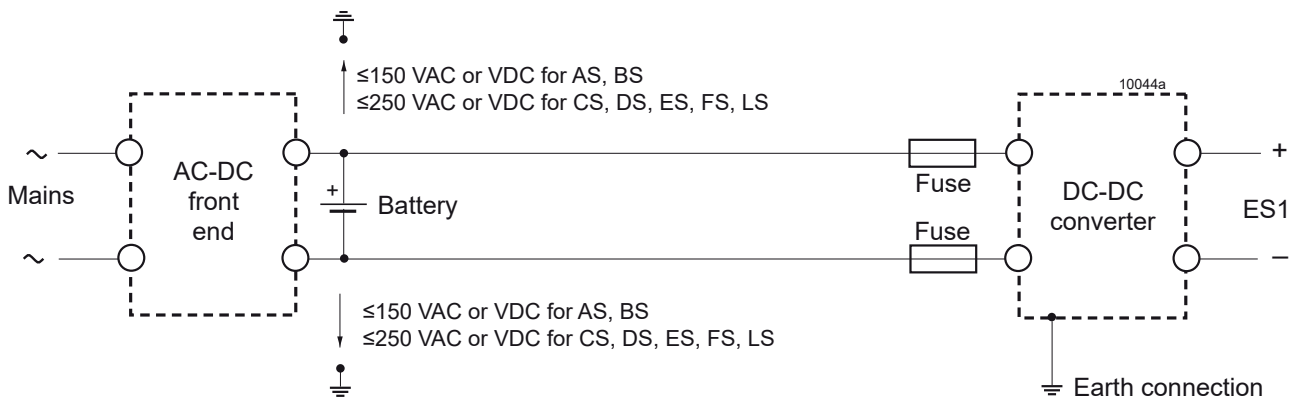 ≤150 VAC or VDC for AS, BS
≤250 VAC or VDC for CS, DS, ES, FS, LS
10044a
~
Mains
~
AC-DC
front
end
+
Battery
Fuse
Fuse
DC-DC
converter
+
ES1
−
≤150 VAC or VDC for AS, BS
≤250 VAC or VDC for CS, DS, ES, FS, LS
Earth connection